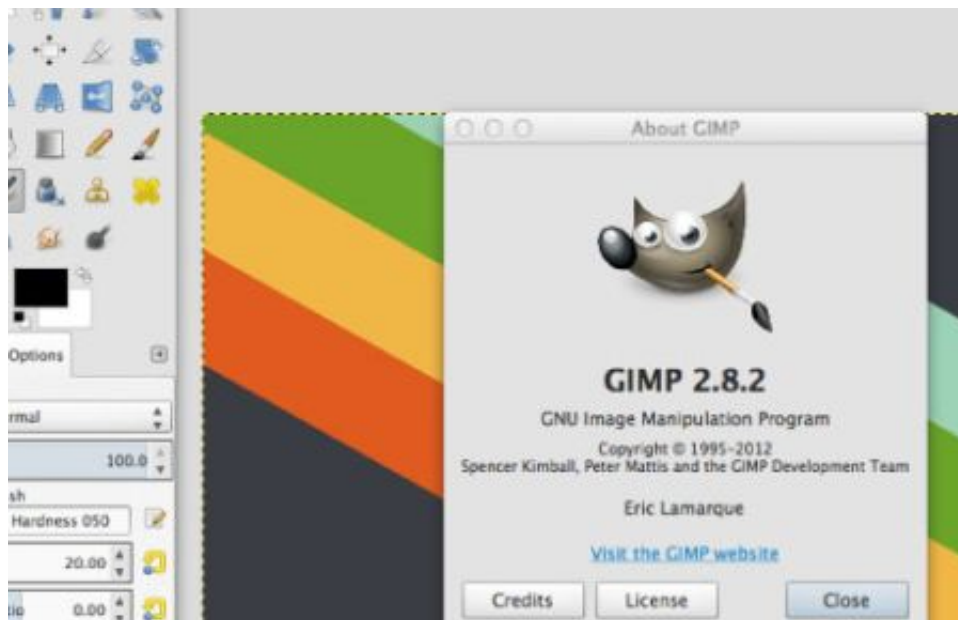 About GIMP
GIMP 2.8.2
GNU Image Manipulation Program
Copyright © 1995–2012
Spencer Kimball, Peter Mattis and the GIMP Development Team
Eric Lamarque
Visit the GIMP website
Credits License Close
Options
rmal
100.0
sh
Hardness 050
20.00
tio 0.00